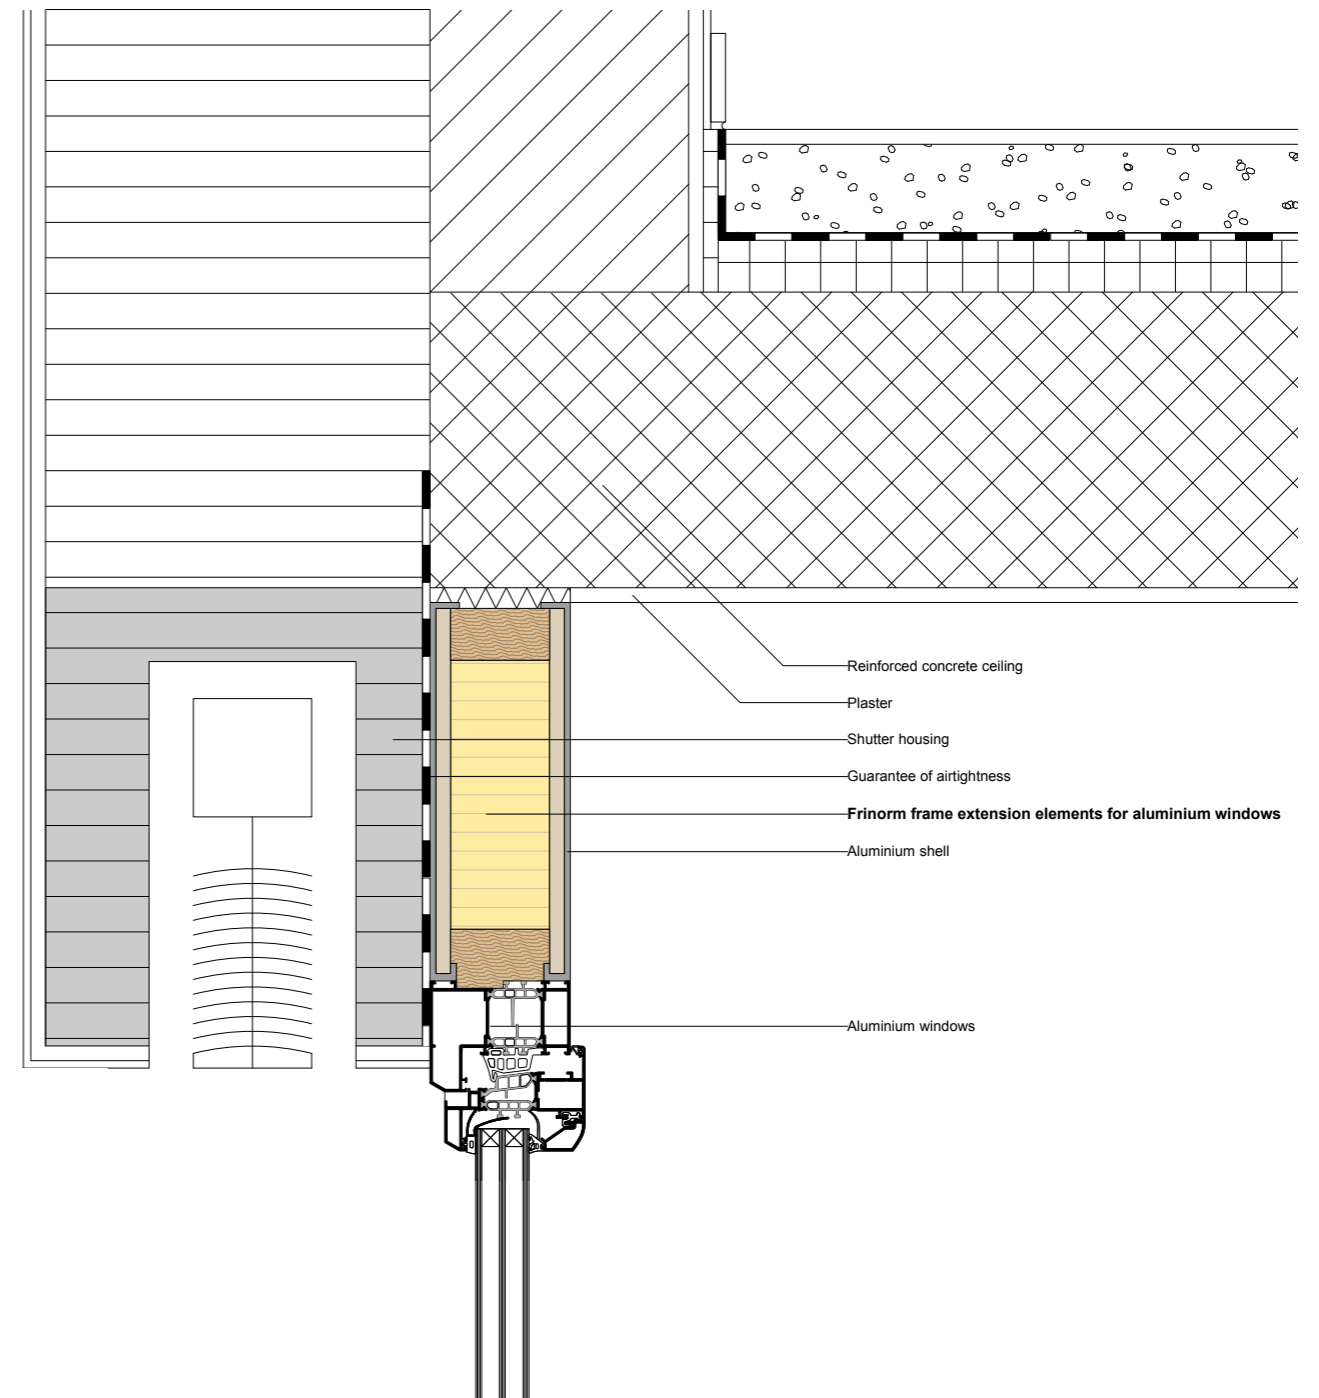 Reinforced concrete ceiling
Plaster
Shutter housing
Guarantee of airtightness
Frinorm frame extension elements for aluminium windows
Aluminium shell
Aluminium windows